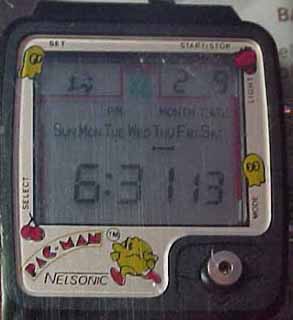 SET START/STOP
LIGHT
2 9
PM MONTH DATE
SUN MON TUE WED THU FRI SAT
6:31 13
SELECT
MODE
PAC-MAN TM
NELSONIC